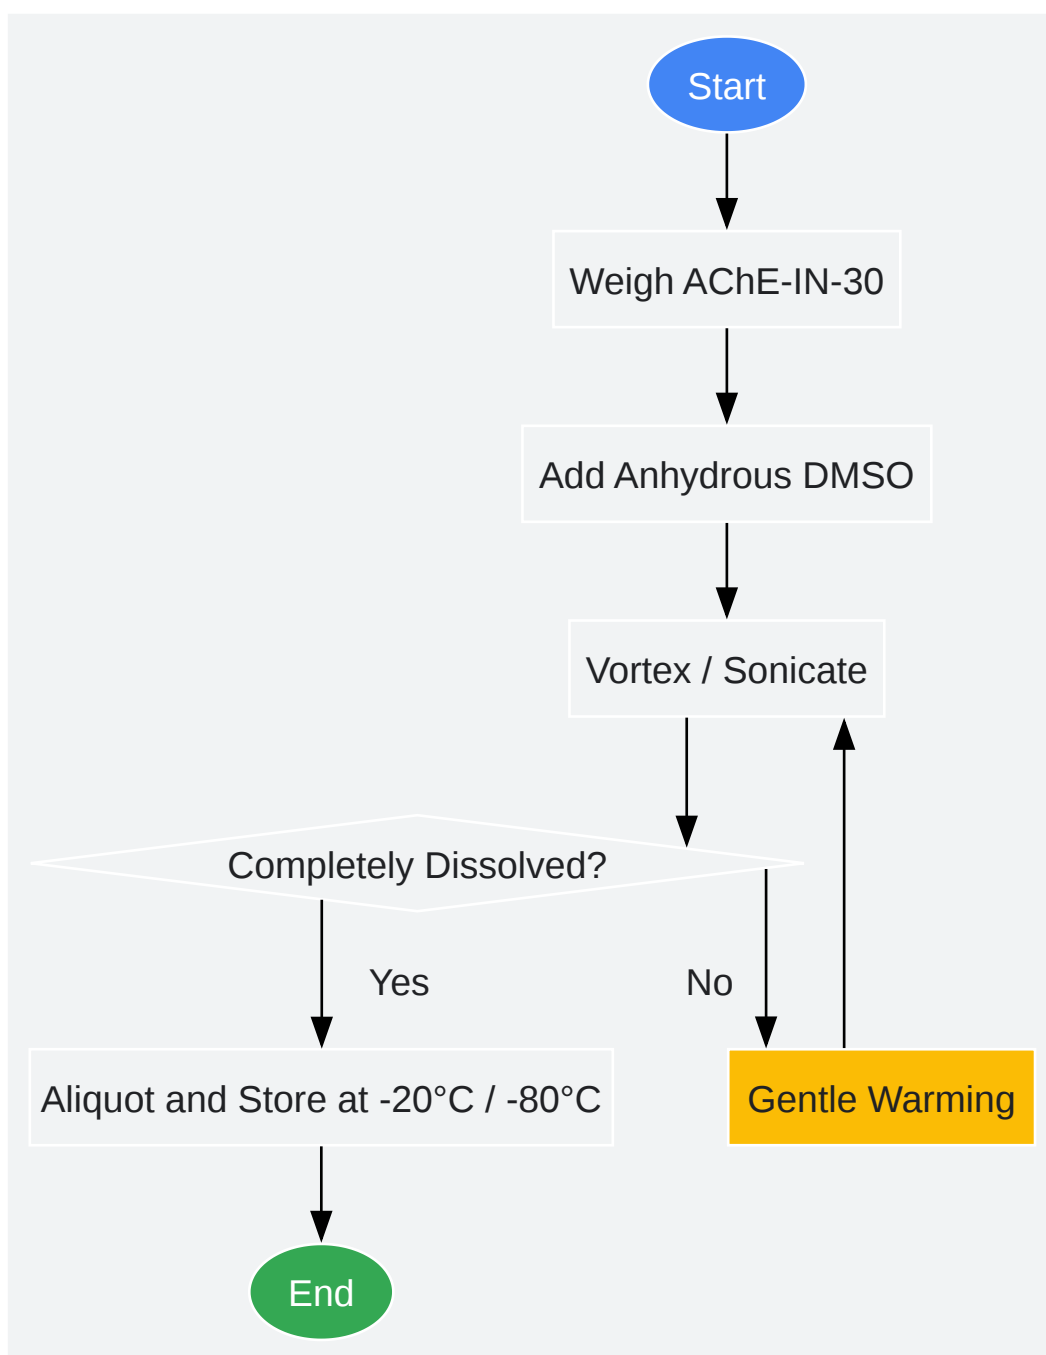 Start
Weigh AChE-IN-30
Add Anhydrous DMSO
Vortex / Sonicate
Completely Dissolved?
Yes
No
Aliquot and Store at -20°C / -80°C
Gentle Warming
End